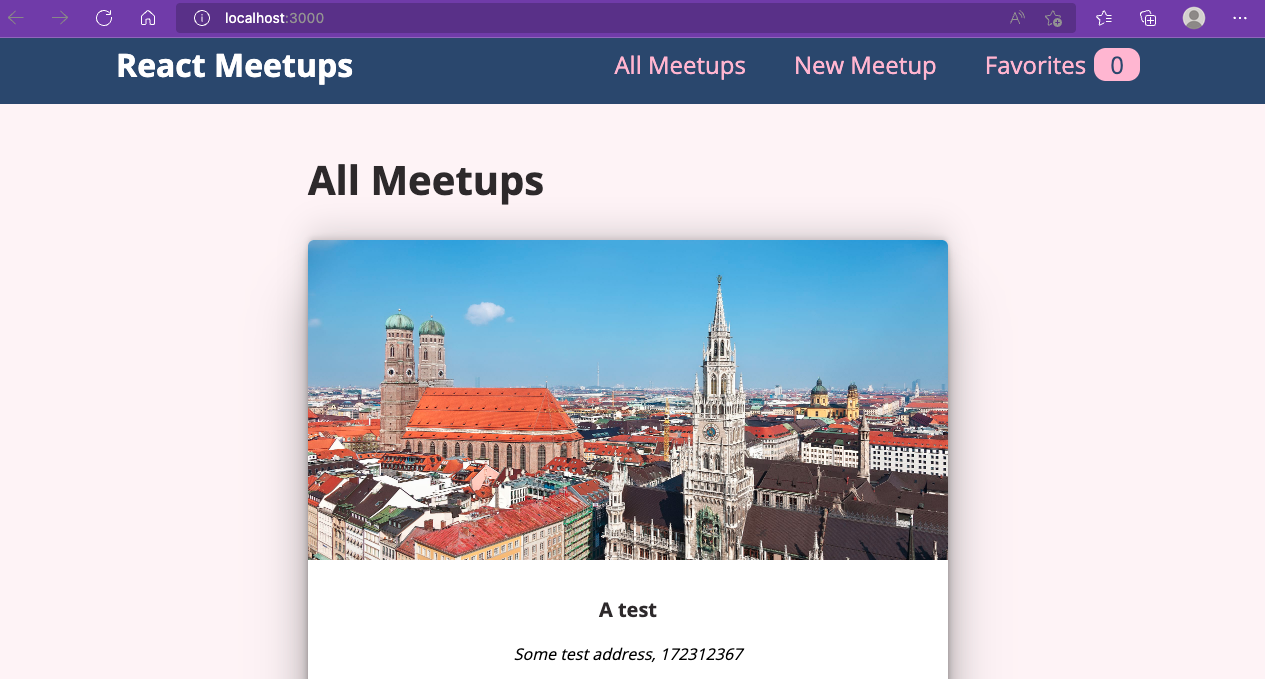 localhost:3000
React Meetups
All Meetups
New Meetup
Favorites 0
All Meetups
A test
Some test address, 172312367